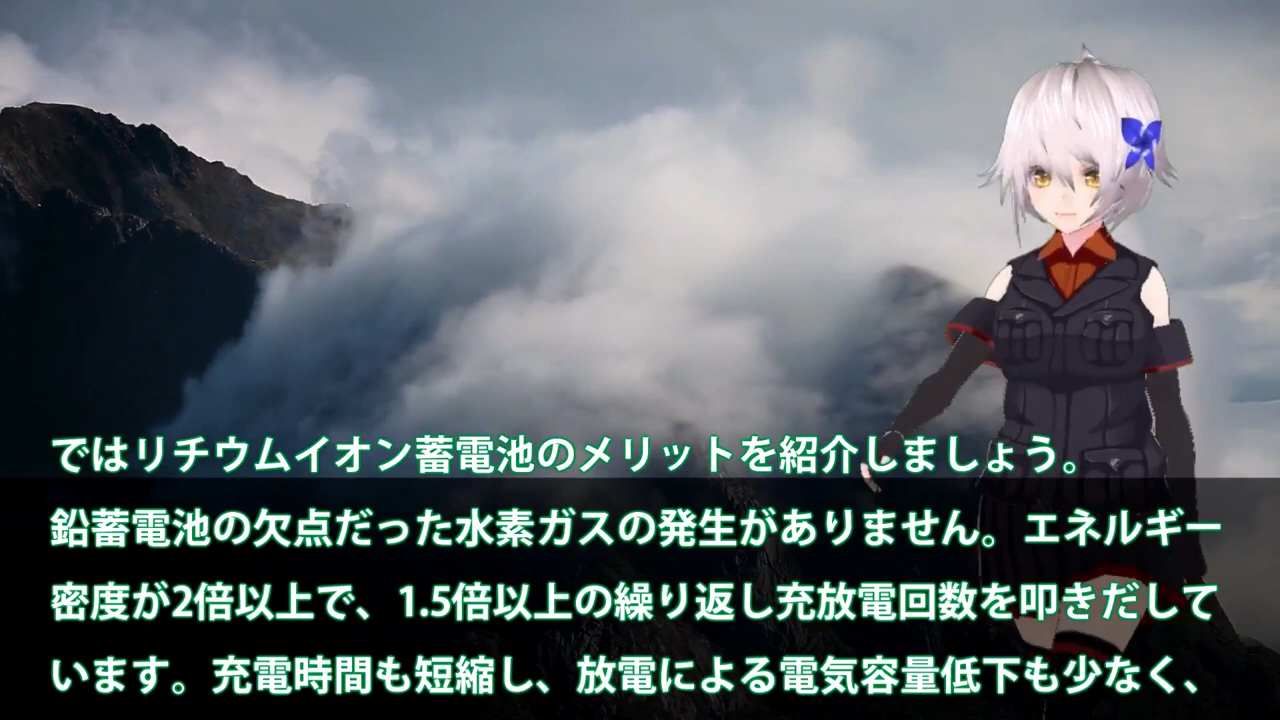 ではリチウムイオン蓄電池のメリットを紹介しましょう。
鉛蓄電池の欠点だった水素ガスの発生がありません。エネルギー
密度が2倍以上で、1.5倍以上の繰り返し充放電回数を叩きだして
います。充電時間も短縮し、放電による電気容量低下も少なく、